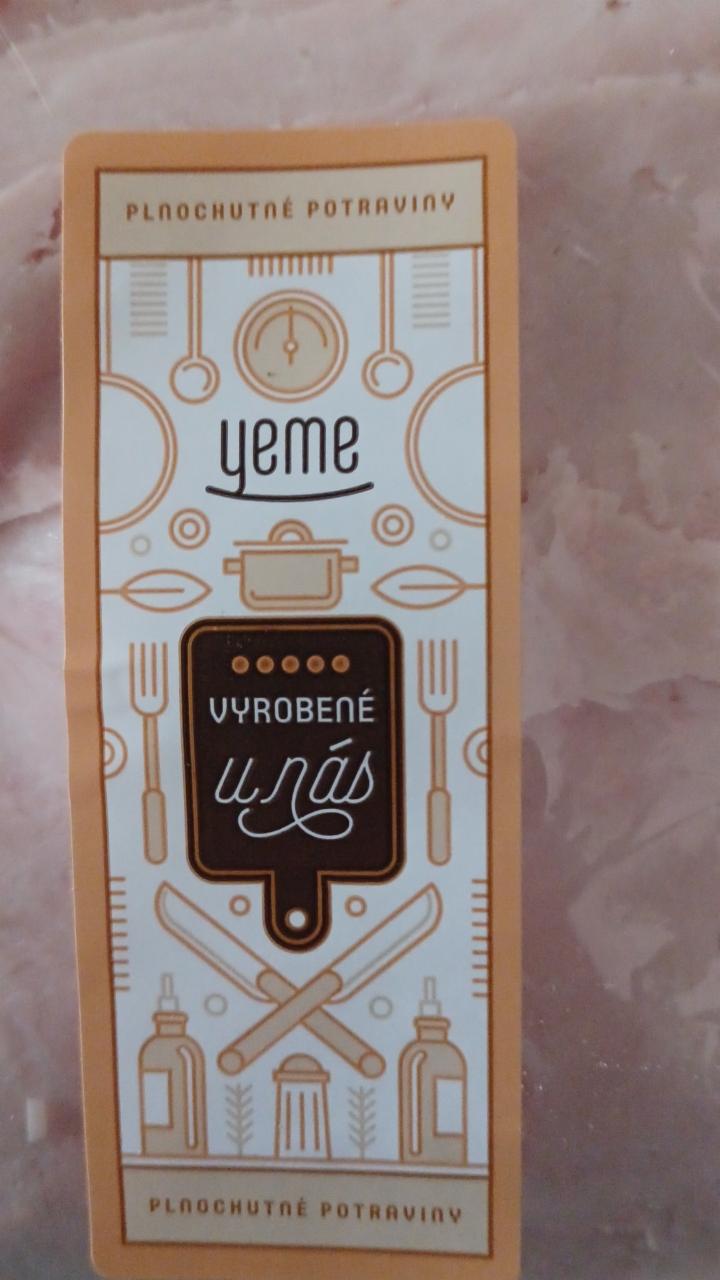 PLNOCHUTNÉ POTRAVINY
yeme
VYROBENÉ
u nás
PLNOCHUTNÉ POTRAVINY